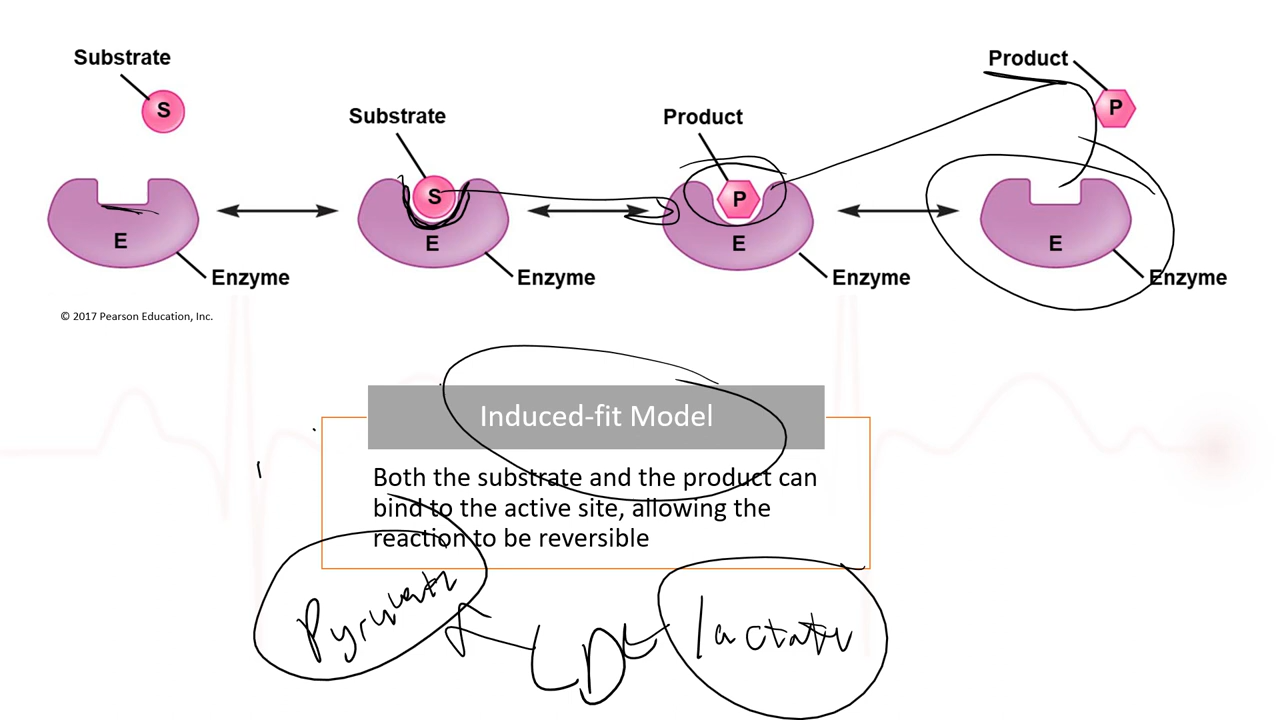 Substrate
S
E
Enzyme
Substrate
S
E
Enzyme
Product
P
E
Enzyme
Product
P
E
Enzyme
© 2017 Pearson Education, Inc.
Induced-fit Model
Both the substrate and the product can
bind to the active site, allowing the
reaction to be reversible
Pyruvate
LD
lactate